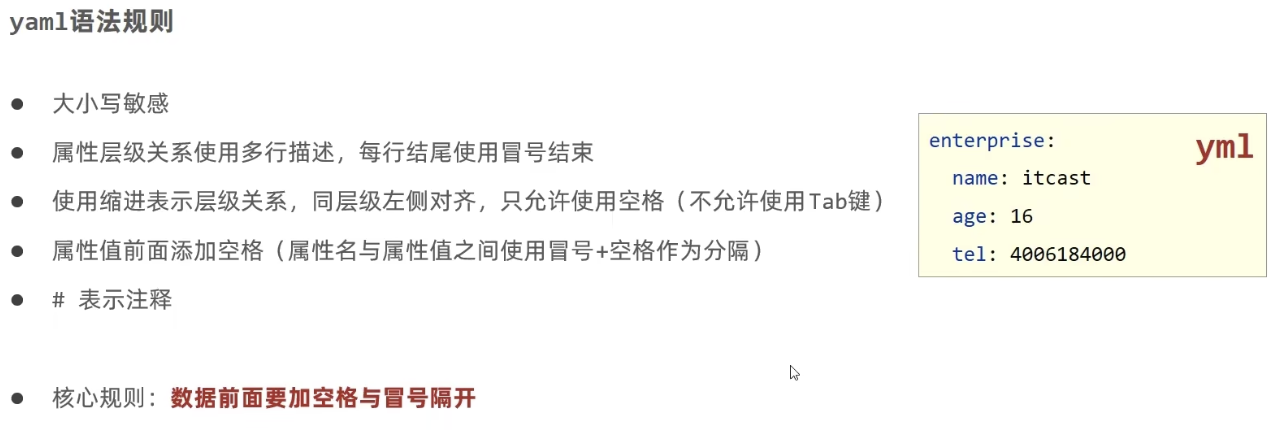 yaml语法规则
● 大小写敏感
● 属性层级关系使用多行描述，每行结尾使用冒号结束
● 使用缩进表示层级关系，同层级左侧对齐，只允许使用空格（不允许使用Tab键）
● 属性值前面添加空格（属性名与属性值之间使用冒号+空格作为分隔）
● # 表示注释
● 核心规则：数据前面要加空格与冒号隔开
enterprise:
yml
name: itcast
age: 16
tel: 4006184000